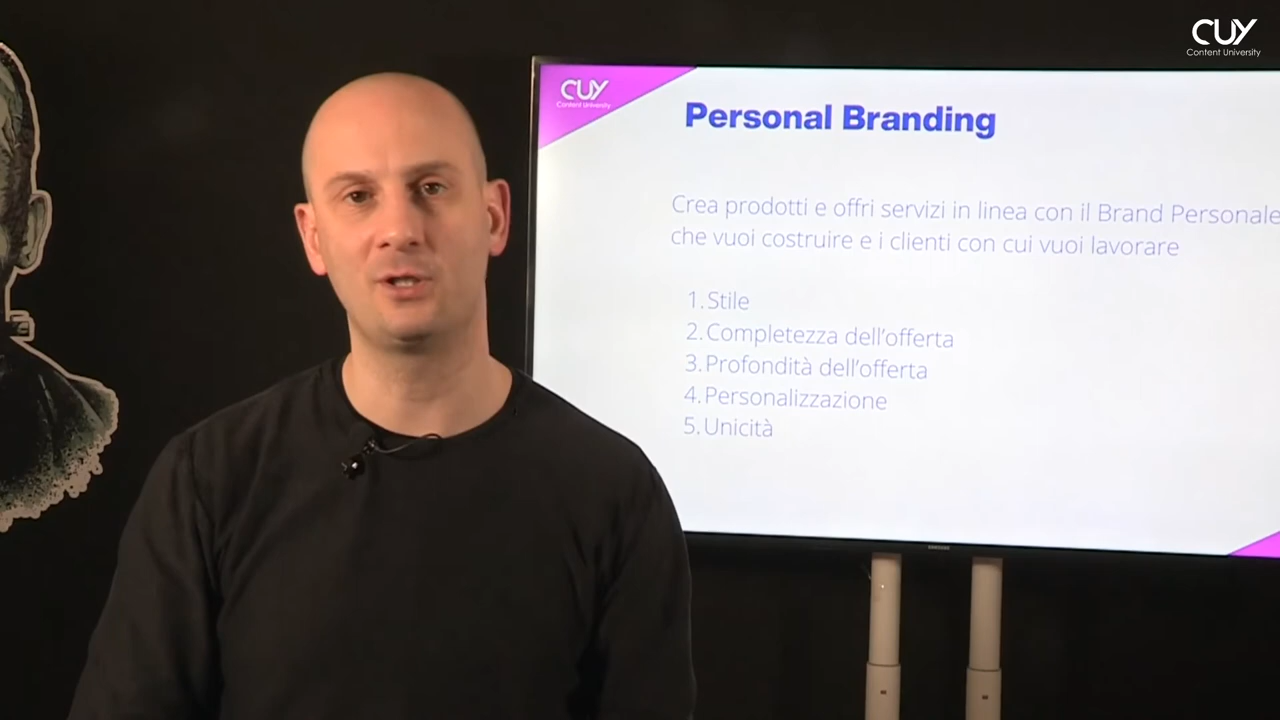 CUY
Content University
CUY
Content University
Personal Branding
Crea prodotti e offri servizi in linea con il Brand Personale
che vuoi costruire e i clienti con cui vuoi lavorare
1. Stile
2. Completezza dell'offerta
3. Profondità dell'offerta
4. Personalizzazione
5. Unicità
SAMSUNG